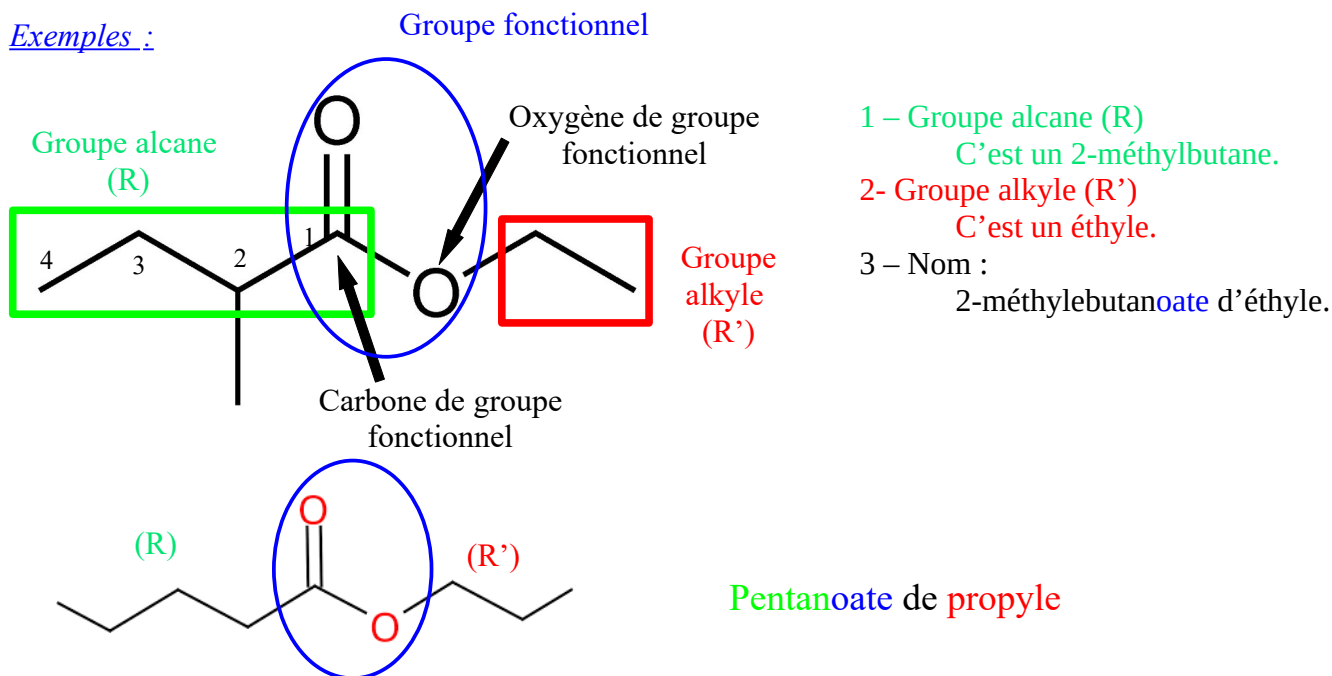 Exemples :
Groupe fonctionnel
O
Oxygène de groupe
fonctionnel
Groupe alcane
(R)
1
2
3
4
O
Groupe
alkyle
(R’)
Carbone de groupe
fonctionnel
1 – Groupe alcane (R)
C’est un 2-méthylbutane.
2- Groupe alkyle (R’)
C’est un éthyle.
3 – Nom :
2-méthylebutanoate d’éthyle.
O
(R)
(R’)
O
Pentanoate de propyle